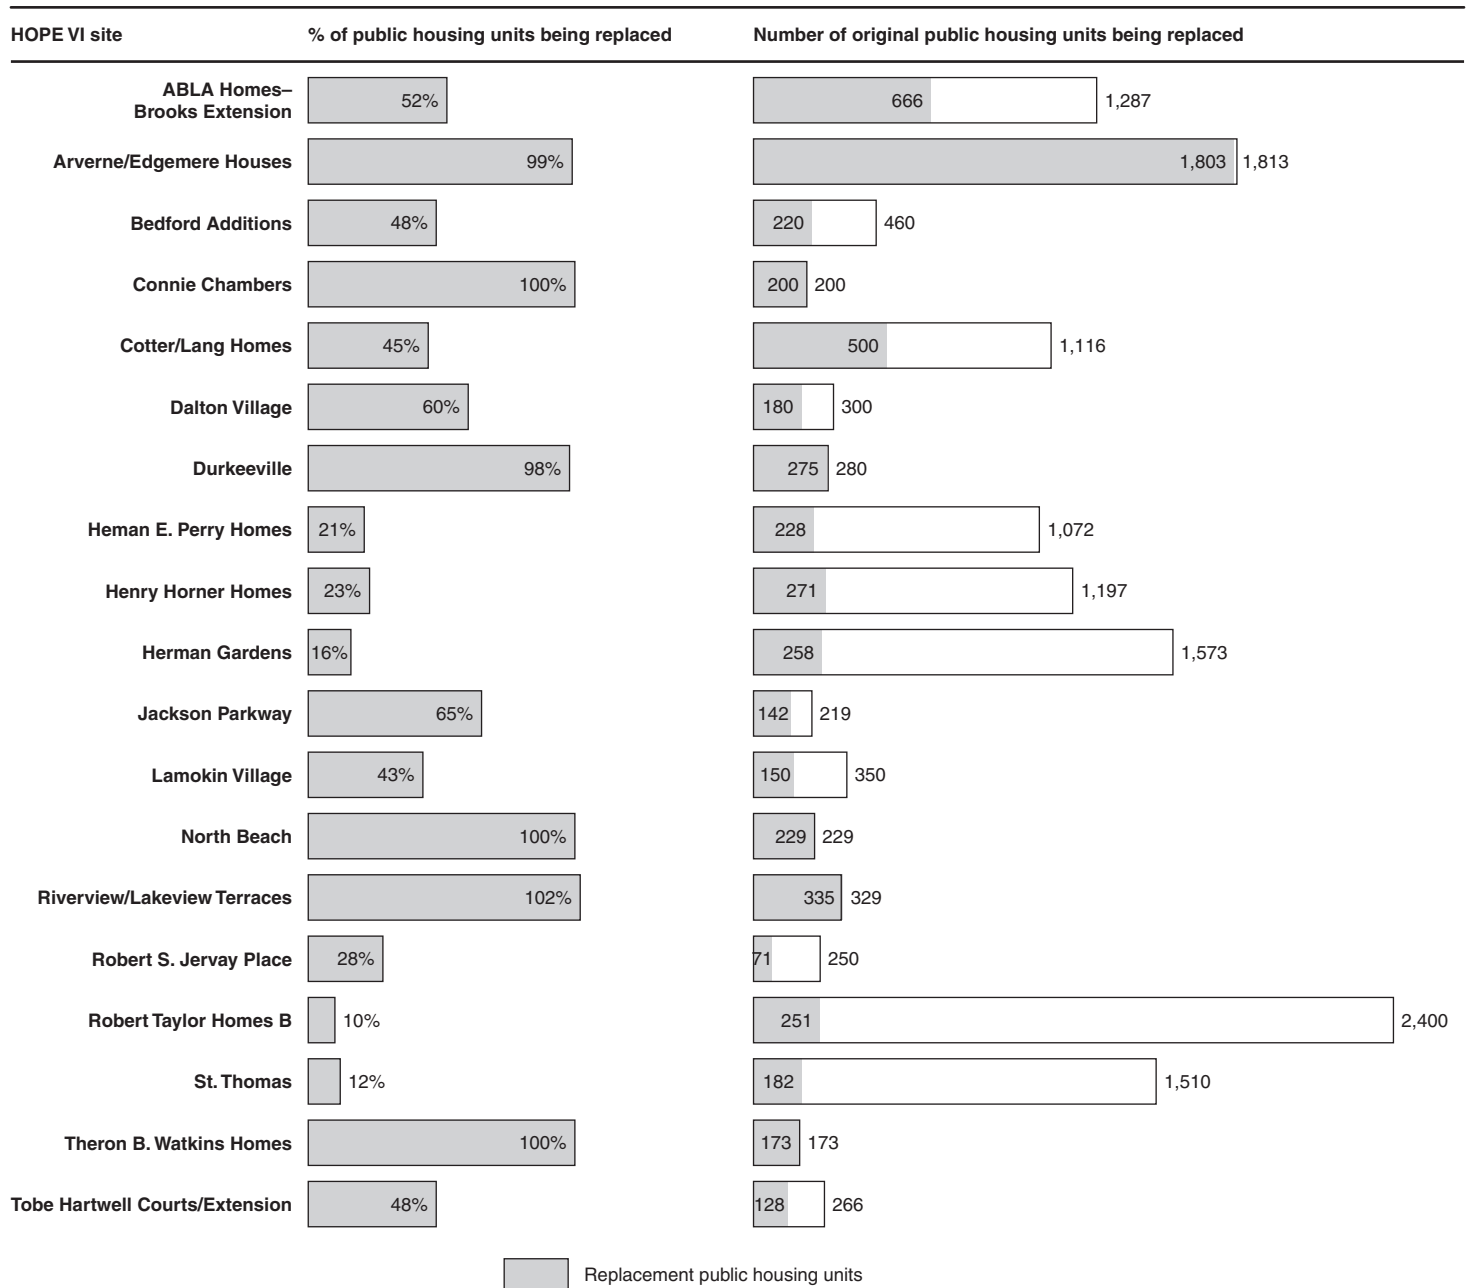 HOPE VI site % of public housing units being replaced Number of original public housing units being replaced
ABLA Homes–
Brooks Extension 52% 666 1,287
Arverne/Edgemere Houses 99% 1,803 1,813
Bedford Additions 48% 220 460
Connie Chambers 100% 200 200
Cotter/Lang Homes 45% 500 1,116
Dalton Village 60% 180 300
Durkeeville 98% 275 280
Heman E. Perry Homes 21% 228 1,072
Henry Horner Homes 23% 271 1,197
Herman Gardens 16% 258 1,573
Jackson Parkway 65% 142 219
Lamokin Village 43% 150 350
North Beach 100% 229 229
Riverview/Lakeview Terraces 102% 335 329
Robert S. Jervay Place 28% 71 250
Robert Taylor Homes B 10% 251 2,400
St. Thomas 12% 182 1,510
Theron B. Watkins Homes 100% 173 173
Tobe Hartwell Courts/Extension 48% 128 266
Replacement public housing units